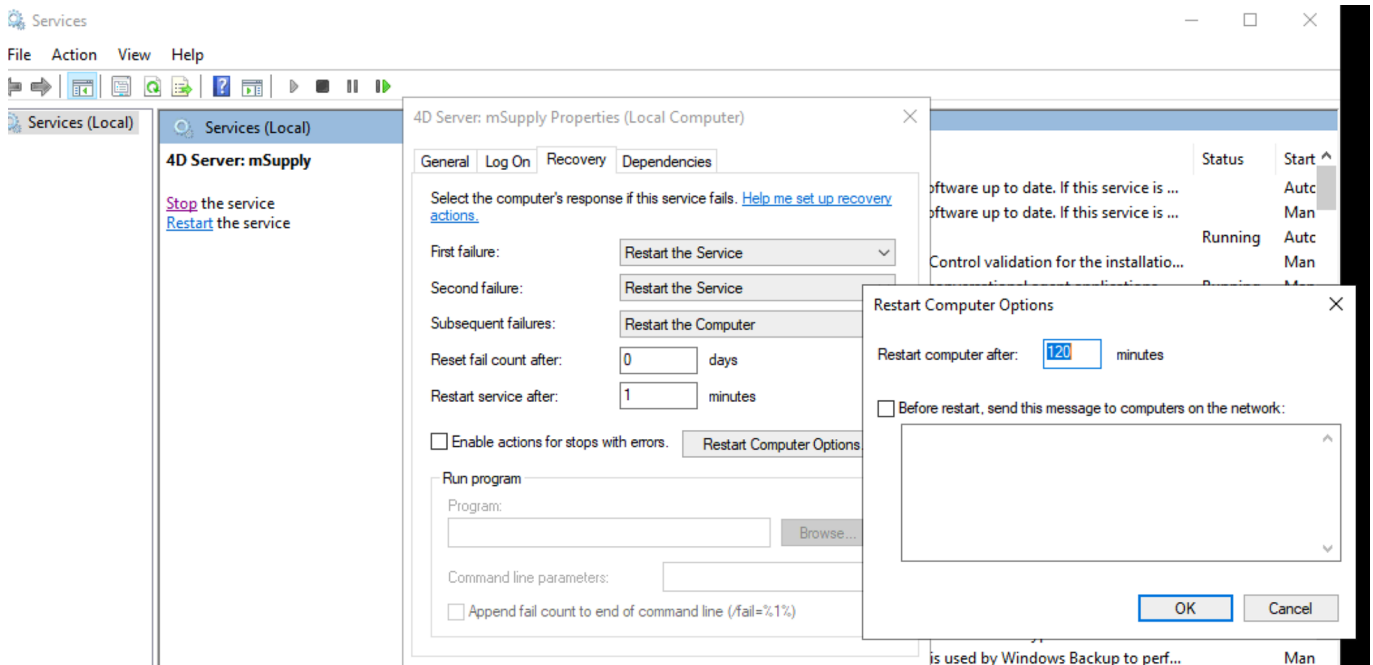 Services
File Action View Help
Services (Local)
Services (Local)
4D Server: mSupply
Stop the service
Restart the service
4D Server: mSupply Properties (Local Computer)
General Log On Recovery Dependencies
Select the computer's response if this service fails. Help me set up recovery
actions.
First failure: Restart the Service
Second failure: Restart the Service
Subsequent failures: Restart the Computer
Reset fail count after: 0 days
Restart service after: 1 minutes
Enable actions for stops with errors. Restart Computer Options
Run program
Program:
Browse...
Command line parameters:
Append fail count to end of command line (/fail=%1%)
Status Start
software up to date. If this service is ... Autc
software up to date. If this service is ... Man
Running Autc
Control validation for the installatio... Man
Restart Computer Options
Restart computer after: 120 minutes
Before restart, send this message to computers on the network:
OK Cancel
is used by Windows Backup to perf... Man